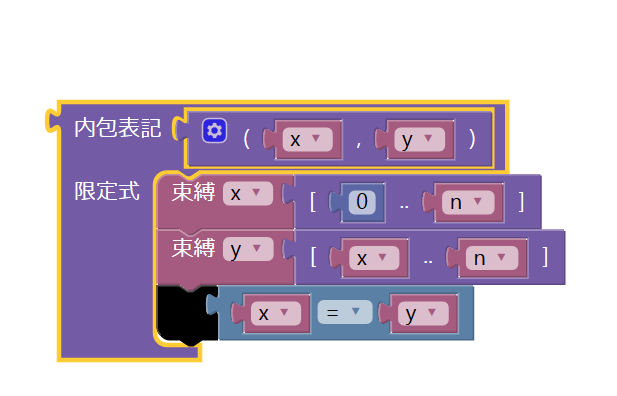 内包表記 ( x , y )
限定式 束縛 x [ 0 .. n ]
束縛 y [ x .. n ]
x = y